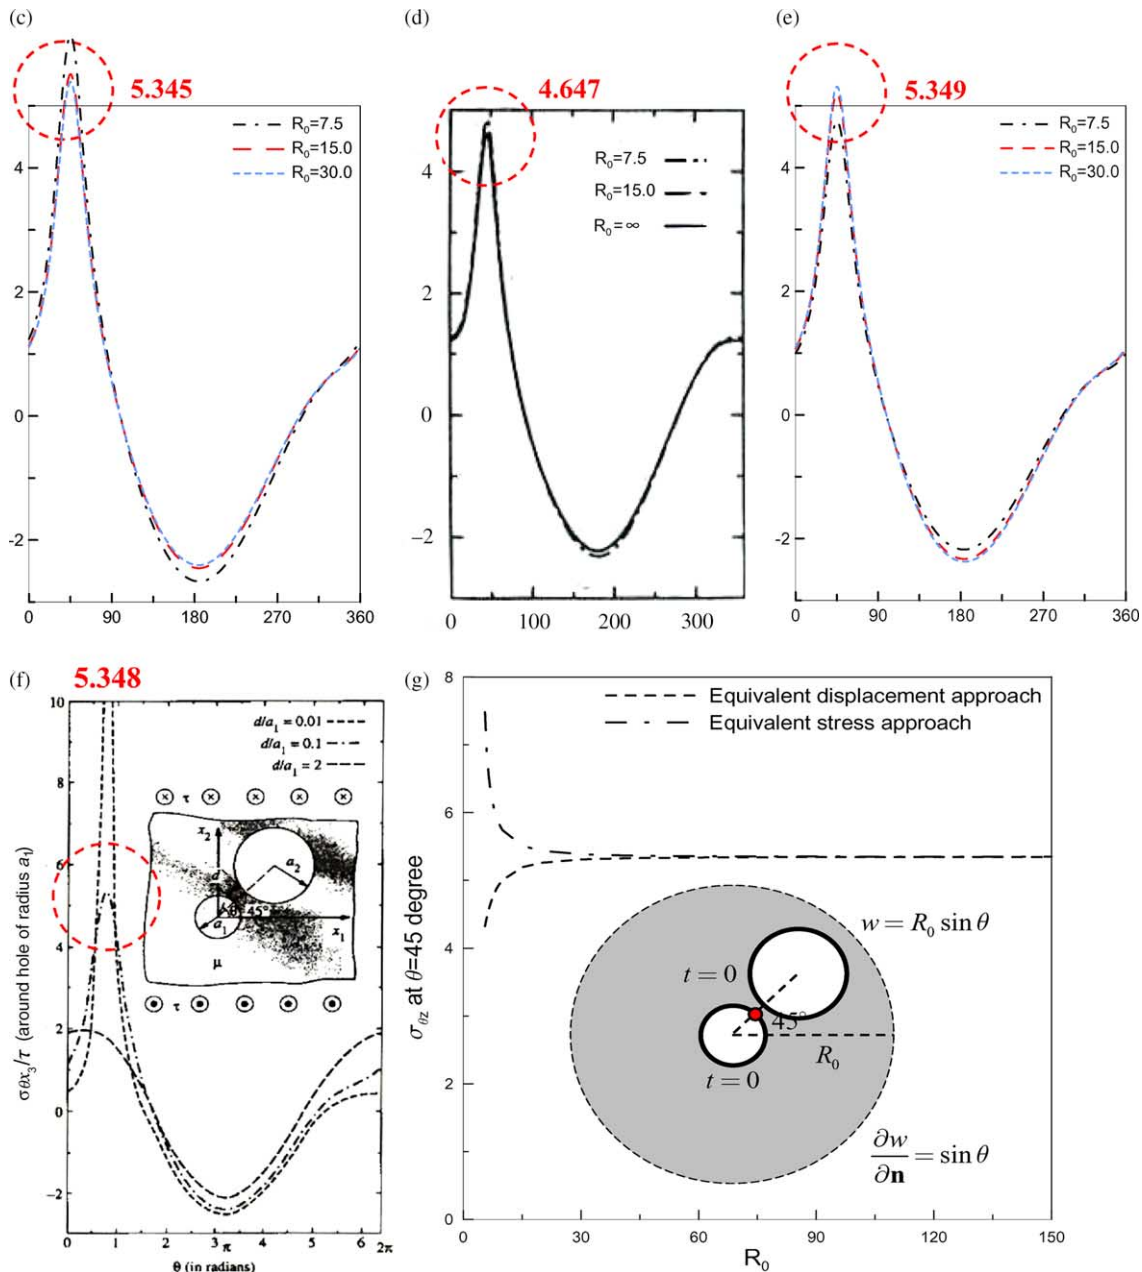 (c)
5.345
R₀=7.5
R₀=15.0
R₀=30.0
4
2
0
-2
0 90 180 270 360
(d)
4.647
R₀=7.5
R₀=15.0
R₀=∞
4
2
0
−2
0 100 200 300
(e)
5.349
R₀=7.5
R₀=15.0
R₀=30.0
4
2
0
-2
0 90 180 270 360
(f)
5.348
10
9
8
7
6
5
4
3
2
1
0
−2
d/a₁ = 0.01
d/a₁ = 0.1
d/a₁ = 2
τ
x₂
d
a₂
θ=45°
a₁
x₁
μ
τ
0 1 2 3 π 4 5 6 2π
θ (in radians)
σθx₃/τ (around hole of radius a₁)
(g)
8
6
4
2
0
Equivalent displacement approach
Equivalent stress approach
w = R₀ sin θ
t = 0
45°
R₀
t = 0
∂w/∂n = sin θ
0 30 60 90 120 150
R₀
σθz at θ=45 degree